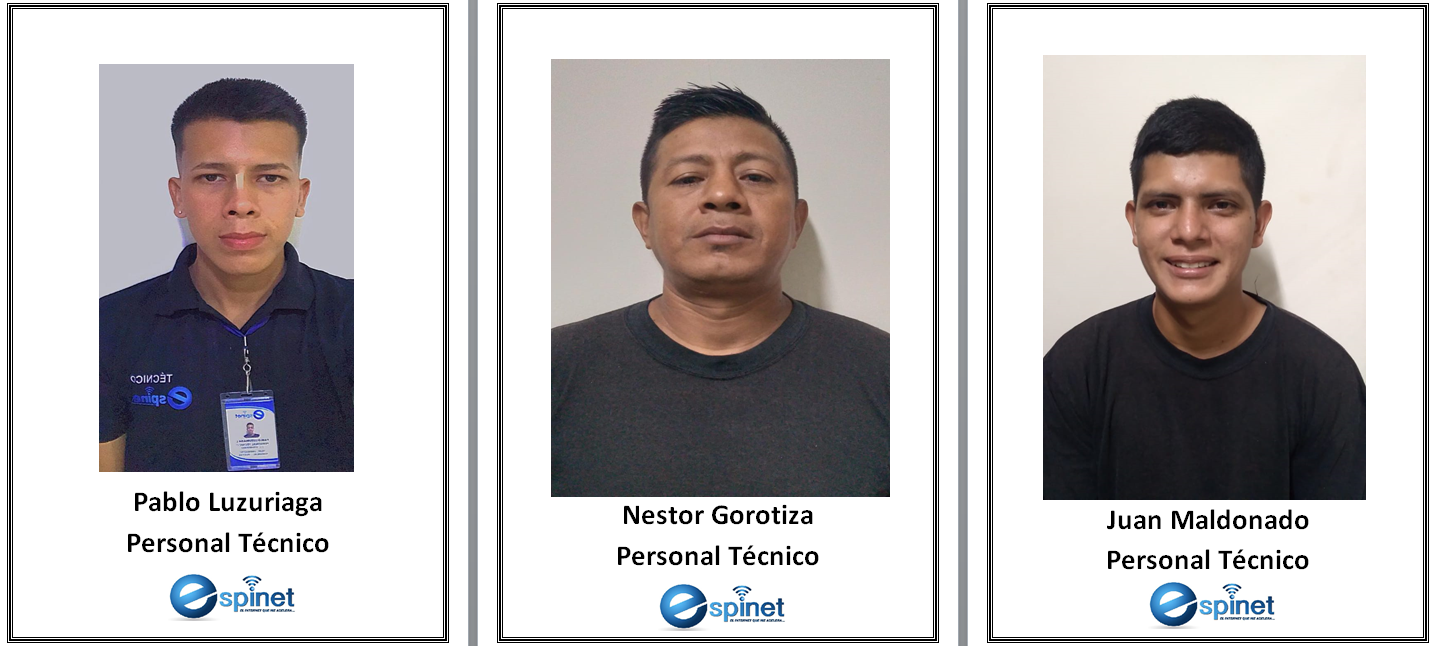 TÉCNICO
espine
espinet
Pablo Luzuriaga
Personal Técnico
espinet
EL INTERNET QUE ME ACELERA...
Nestor Gorotiza
Personal Técnico
espinet
EL INTERNET QUE ME ACELERA...
Juan Maldonado
Personal Técnico
espinet
EL INTERNET QUE ME ACELERA...